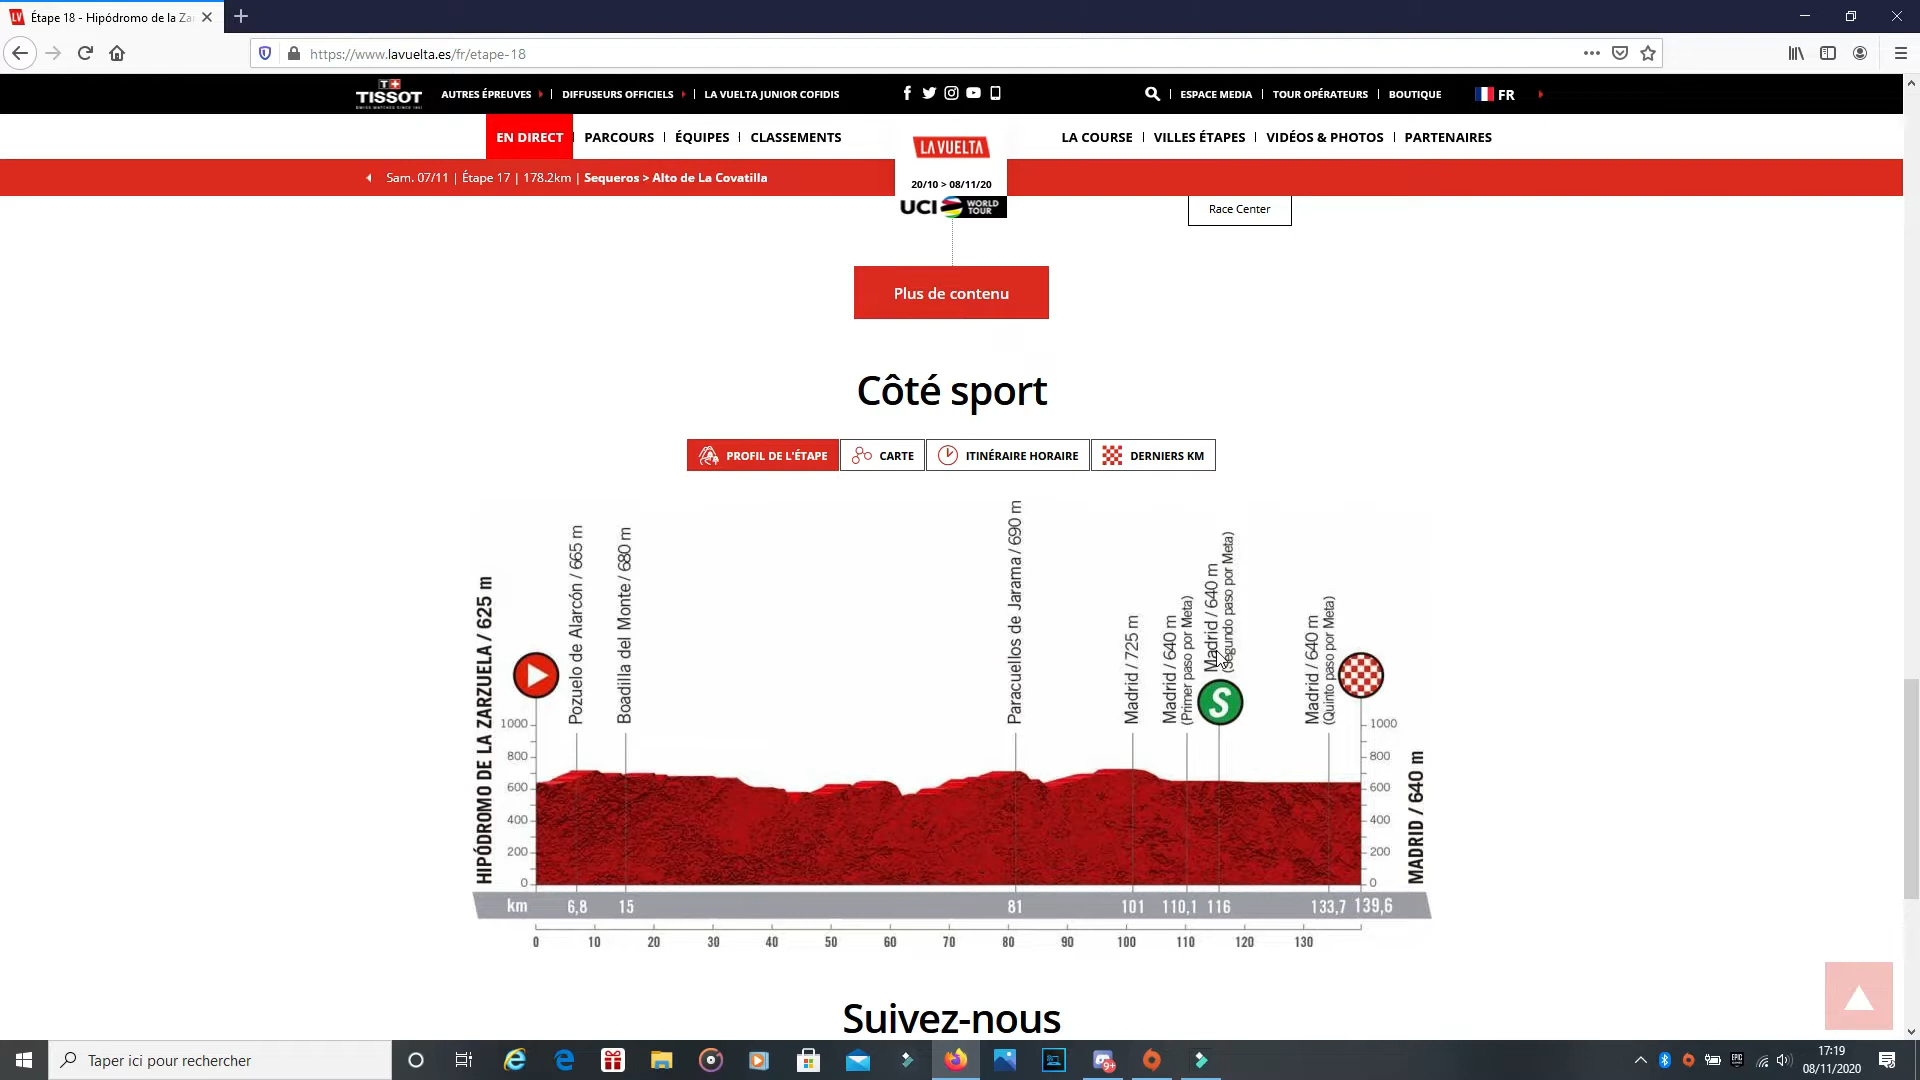 Étape 18 - Hipódromo de la Za
https://www.lavuelta.es/fr/etape-18
TISSOT
AUTRES ÉPREUVES
DIFFUSEURS OFFICIELS
LA VUELTA JUNIOR COFIDIS
ESPACE MEDIA
TOUR OPÉRATEURS
BOUTIQUE
FR
EN DIRECT
PARCOURS
ÉQUIPES
CLASSEMENTS
LA VUELTA
20/10 > 08/11/20
UCI WORLD TOUR
LA COURSE
VILLES ÉTAPES
VIDÉOS & PHOTOS
PARTENAIRES
Sam. 07/11 | Étape 17 | 178.2km | Sequeros > Alto de La Covatilla
Race Center
Plus de contenu
Côté sport
PROFIL DE L'ÉTAPE
CARTE
ITINÉRAIRE HORAIRE
DERNIERS KM
HIPÓDROMO DE LA ZARZUELA / 625 m
Pozuelo de Alarcón / 665 m
Boadilla del Monte / 680 m
Paracuellos de Jarama / 690 m
Madrid / 725 m
Madrid / 640 m
(Primer paso por Meta)
Madrid / 640 m
(Segundo paso por Meta)
S
Madrid / 640 m
(Quinto paso por Meta)
MADRID / 640 m
1000
800
600
400
200
0
1000
800
600
400
200
0
km 6,8 15 81 101 110,1 116 133,7 139,6
0 10 20 30 40 50 60 70 80 90 100 110 120 130
Suivez-nous
Taper ici pour rechercher
9+
17:19
08/11/2020